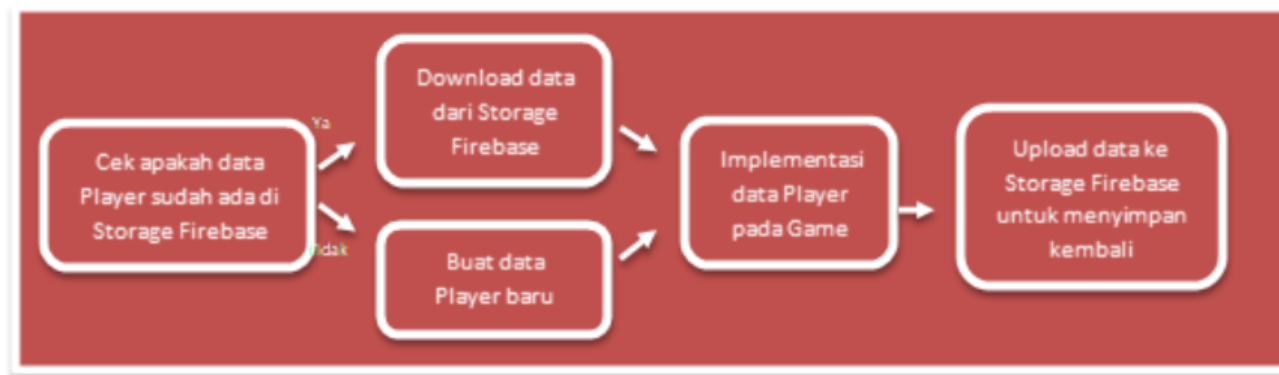 Cek apakah data
Player sudah ada di
Storage Firebase
Ya
Tidak
Download data
dari Storage
Firebase
Buat data
Player baru
Implementasi
data Player
pada Game
Upload data ke
Storage Firebase
untuk menyimpan
kembali